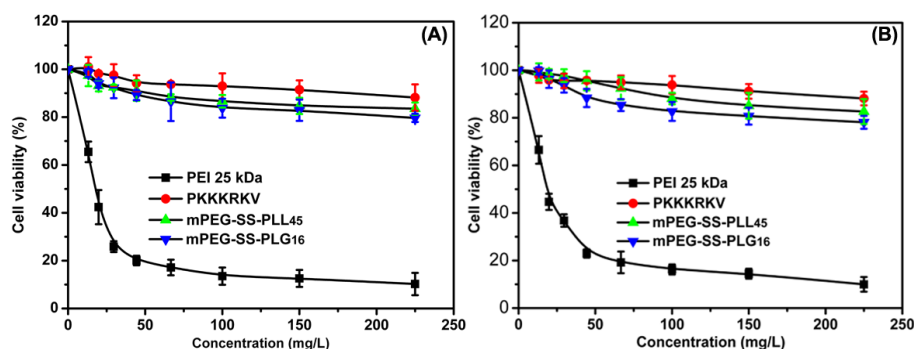 (A)
120
100
80
60
40
20
0
Cell viability (%)
PEI 25 kDa
PKKKRKV
mPEG-SS-PLL45
mPEG-SS-PLG16
0 50 100 150 200 250
Concentration (mg/L)
(B)
120
100
80
60
40
20
0
Cell viability (%)
PEI 25 kDa
PKKKRKV
mPEG-SS-PLL45
mPEG-SS-PLG16
0 50 100 150 200 250
Concentration (mg/L)